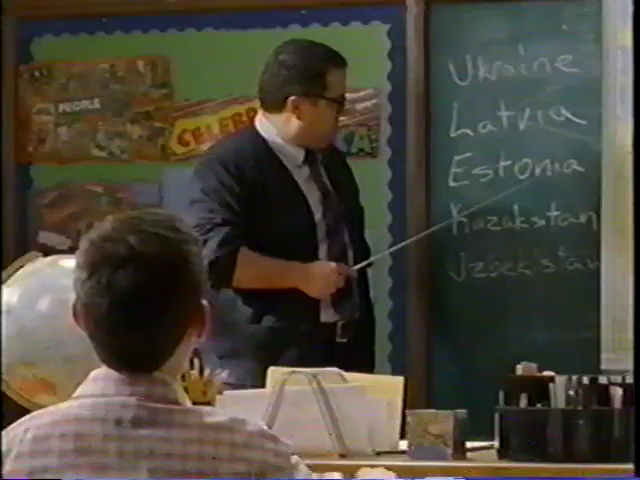 PEOPLE
CELEBR
Ukraine
Latvia
Estonia
Kazakstan
Uzbekistan